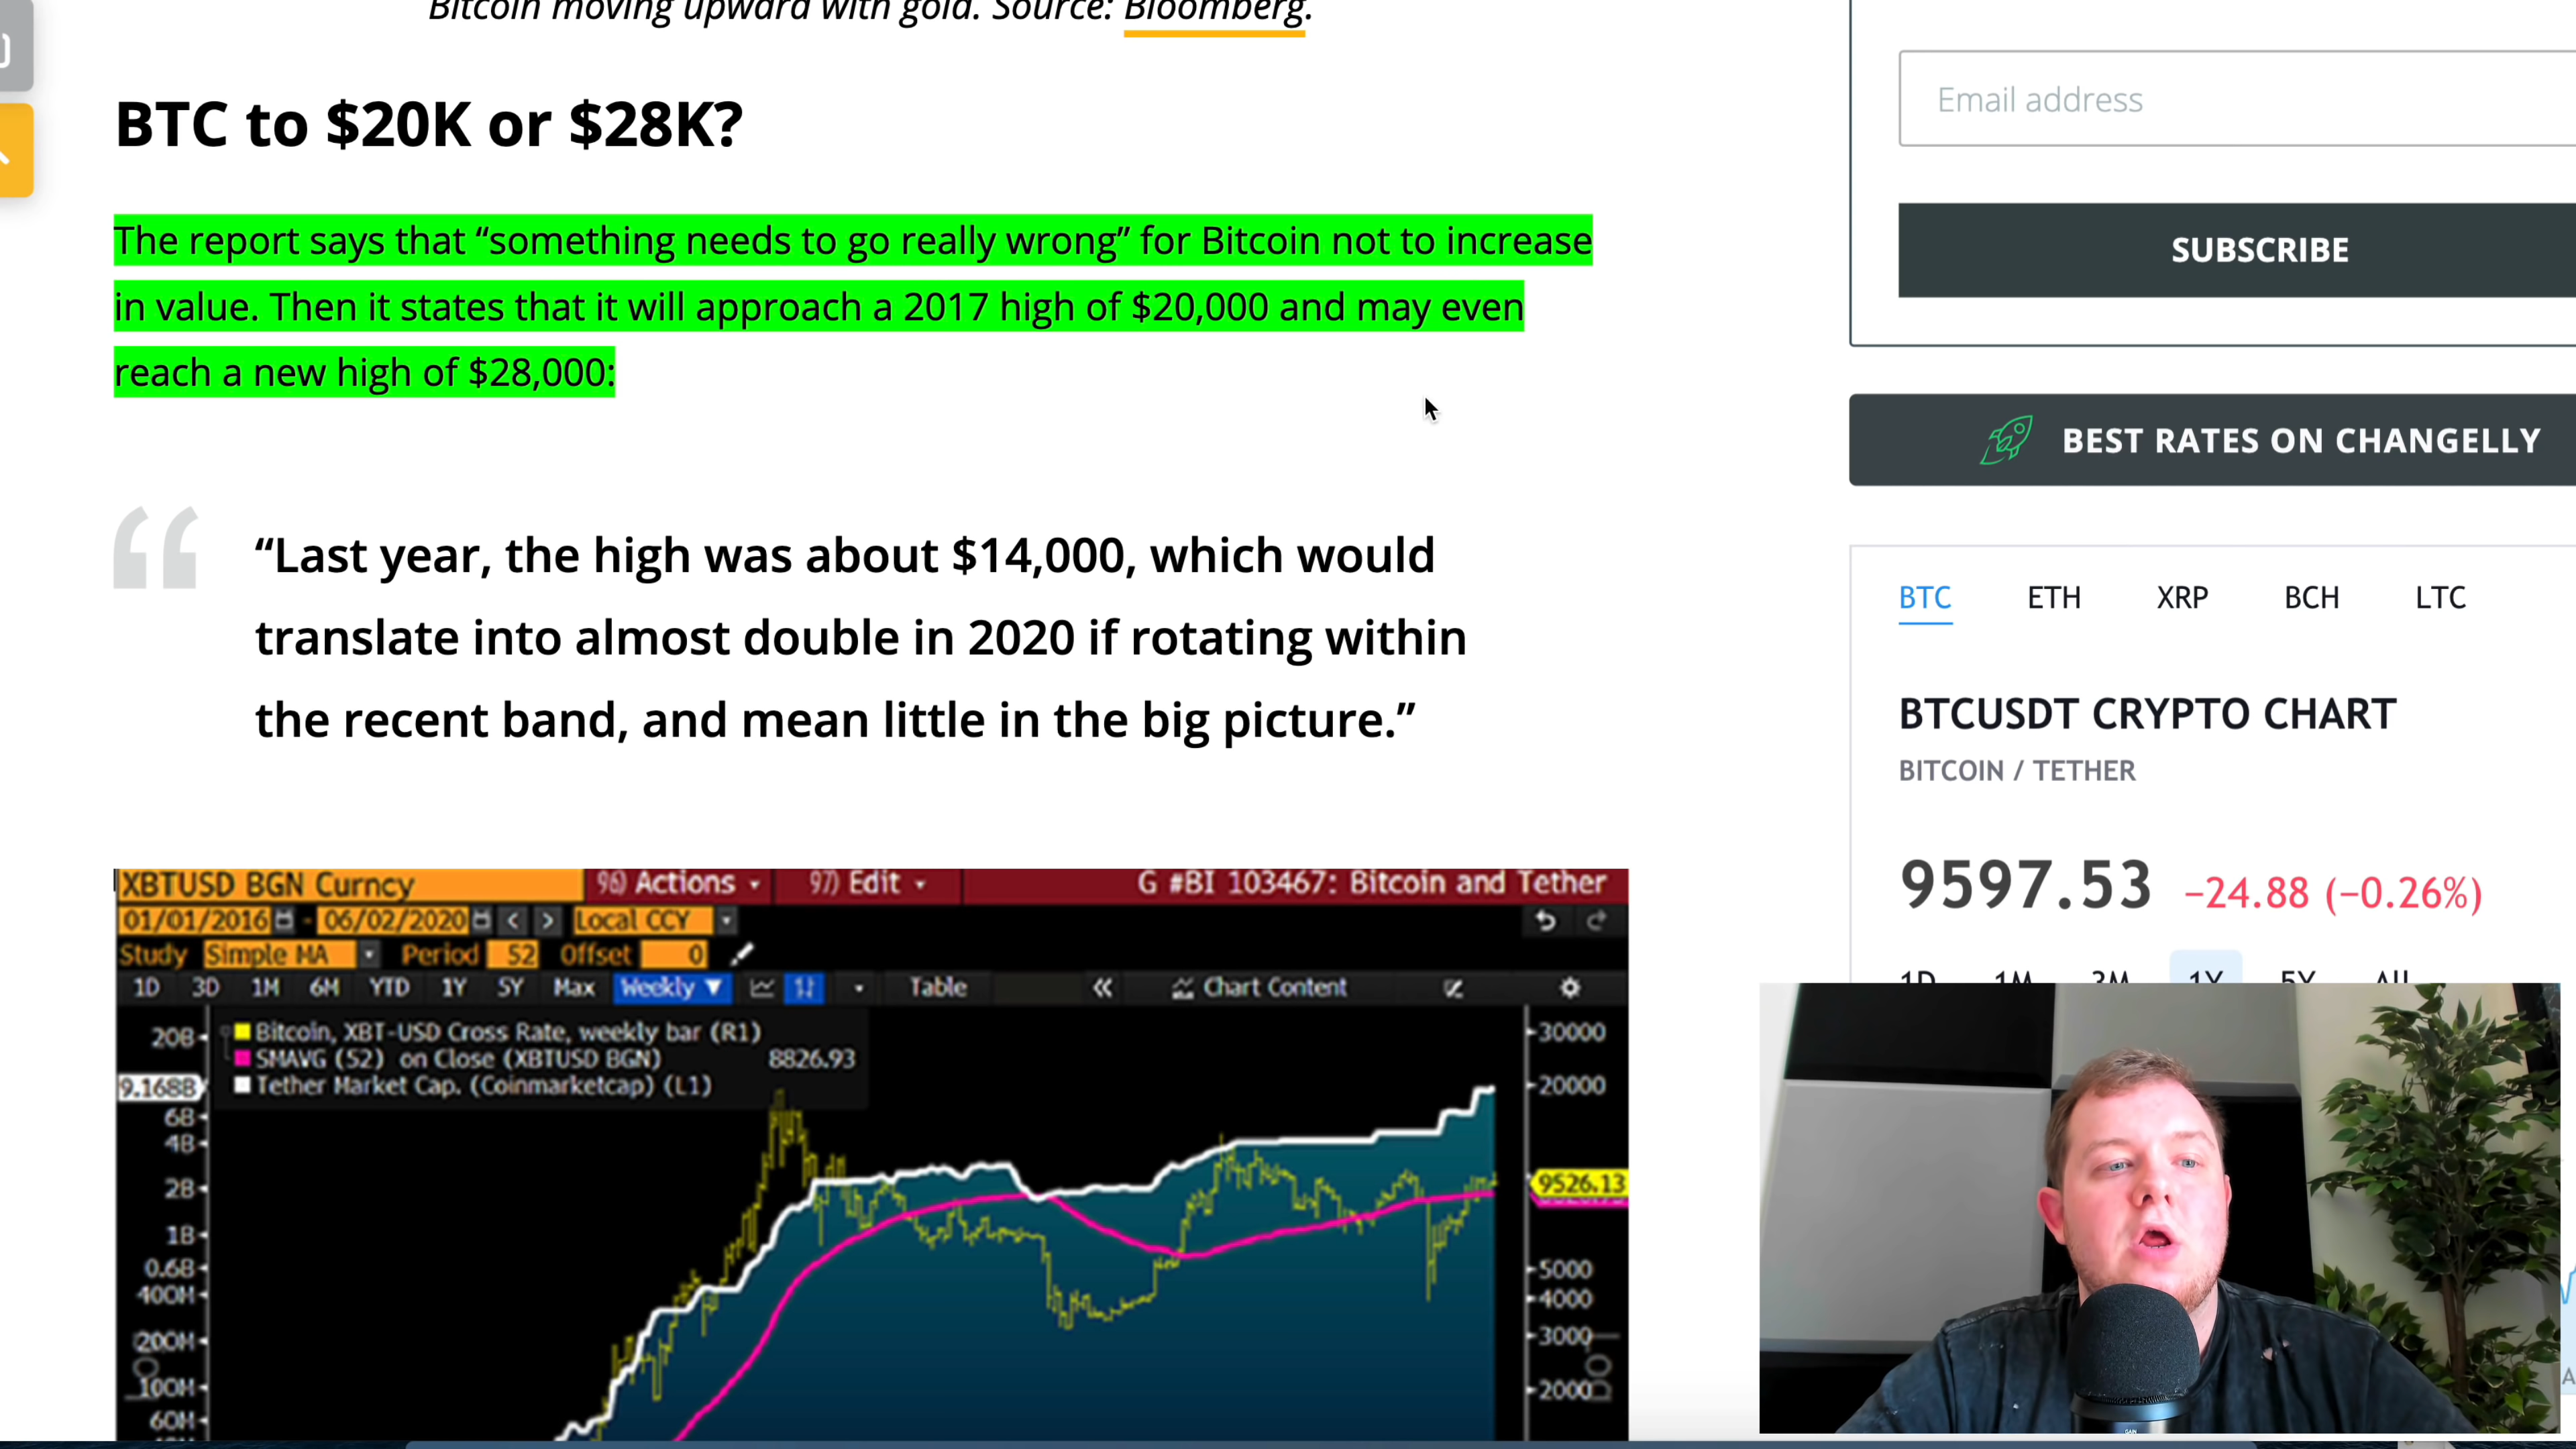 Bitcoin moving upward with gold. Source: Bloomberg.
BTC to $20K or $28K?
The report says that “something needs to go really wrong” for Bitcoin not to increase
in value. Then it states that it will approach a 2017 high of $20,000 and may even
reach a new high of $28,000:
“Last year, the high was about $14,000, which would
translate into almost double in 2020 if rotating within
the recent band, and mean little in the big picture.”
XBTUSD BGN Curncy
96) Actions
97) Edit
G #BI 103467: Bitcoin and Tether
01/01/2016 - 06/02/2020 < > Local CCY
Study Simple MA Period 52 Offset 0
1D 3D 1M 6M YTD 1Y 5Y Max Weekly ▼ Table « Chart Content
Bitcoin, XBT-USD Cross Rate, weekly bar (R1)
SMAVG (52) on Close (XBTUSD BGN) 8826.93
Tether Market Cap. (Coinmarketcap) (L1)
20B
9.168B
6B
4B
2B
1B
0.6B
400M
200M
100M
60M
30000
20000
9526.13
5000
4000
3000
2000
Email address
SUBSCRIBE
BEST RATES ON CHANGELLY
BTC ETH XRP BCH LTC
BTCUSDT CRYPTO CHART
BITCOIN / TETHER
9597.53 −24.88 (−0.26%)
1D 1M 3M 1Y 5Y All